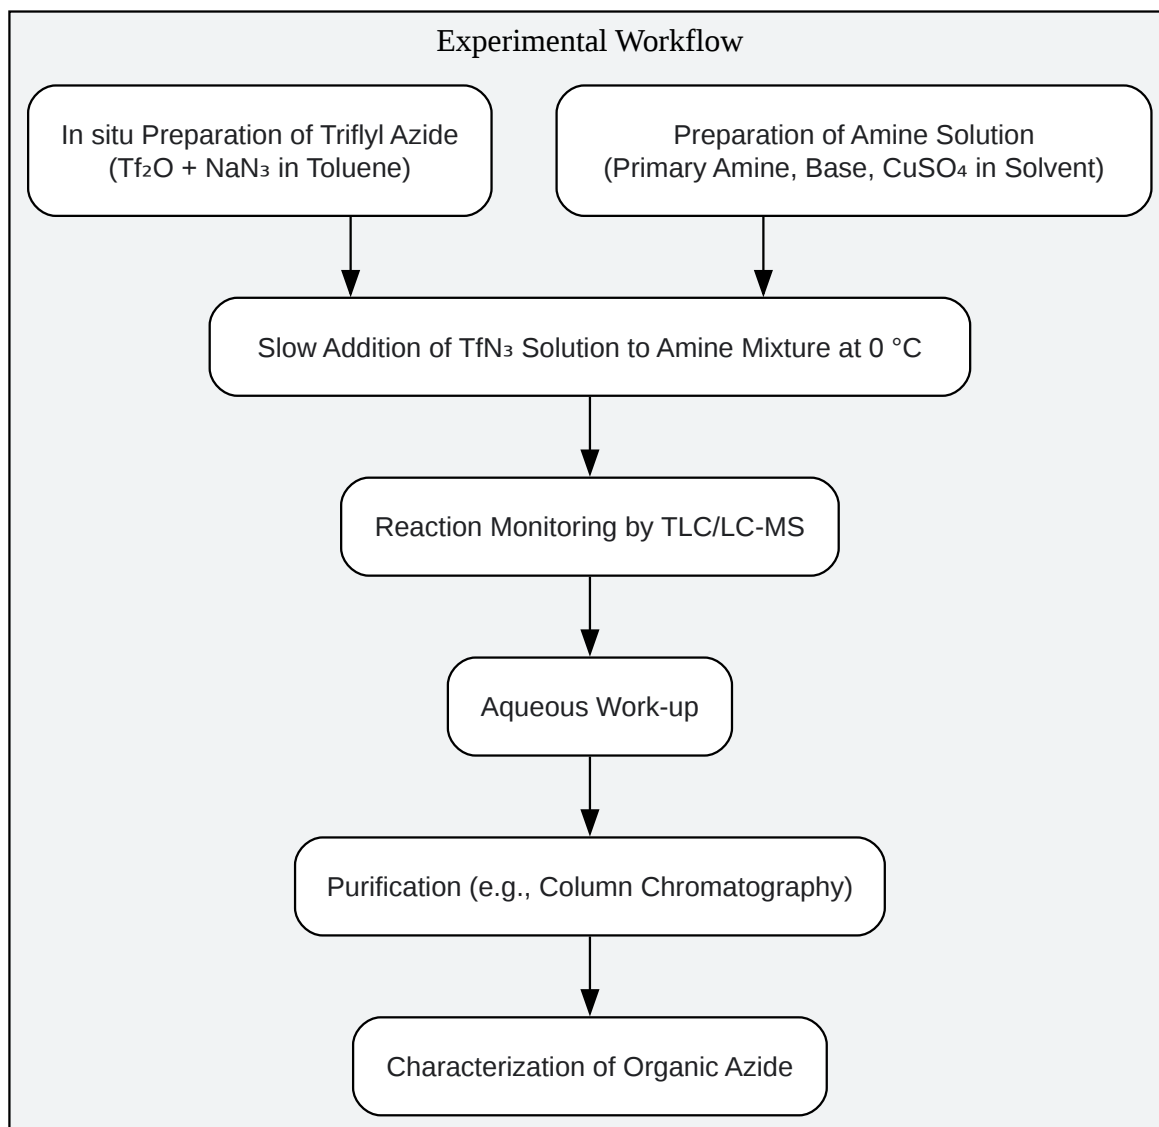 Experimental Workflow
In situ Preparation of Triflyl Azide
(Tf₂O + NaN₃ in Toluene)
Preparation of Amine Solution
(Primary Amine, Base, CuSO₄ in Solvent)
Slow Addition of TfN₃ Solution to Amine Mixture at 0 °C
Reaction Monitoring by TLC/LC-MS
Aqueous Work-up
Purification (e.g., Column Chromatography)
Characterization of Organic Azide